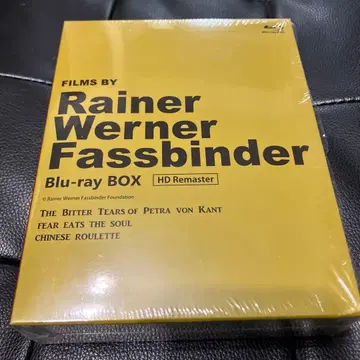 FILMS BY
Rainer
Werner
Fassbinder
Blu-ray BOX HD Remaster
© Rainer Werner Fassbinder Foundation
THE BITTER TEARS OF PETRA VON KANT
FEAR EATS THE SOUL
CHINESE ROULETTE